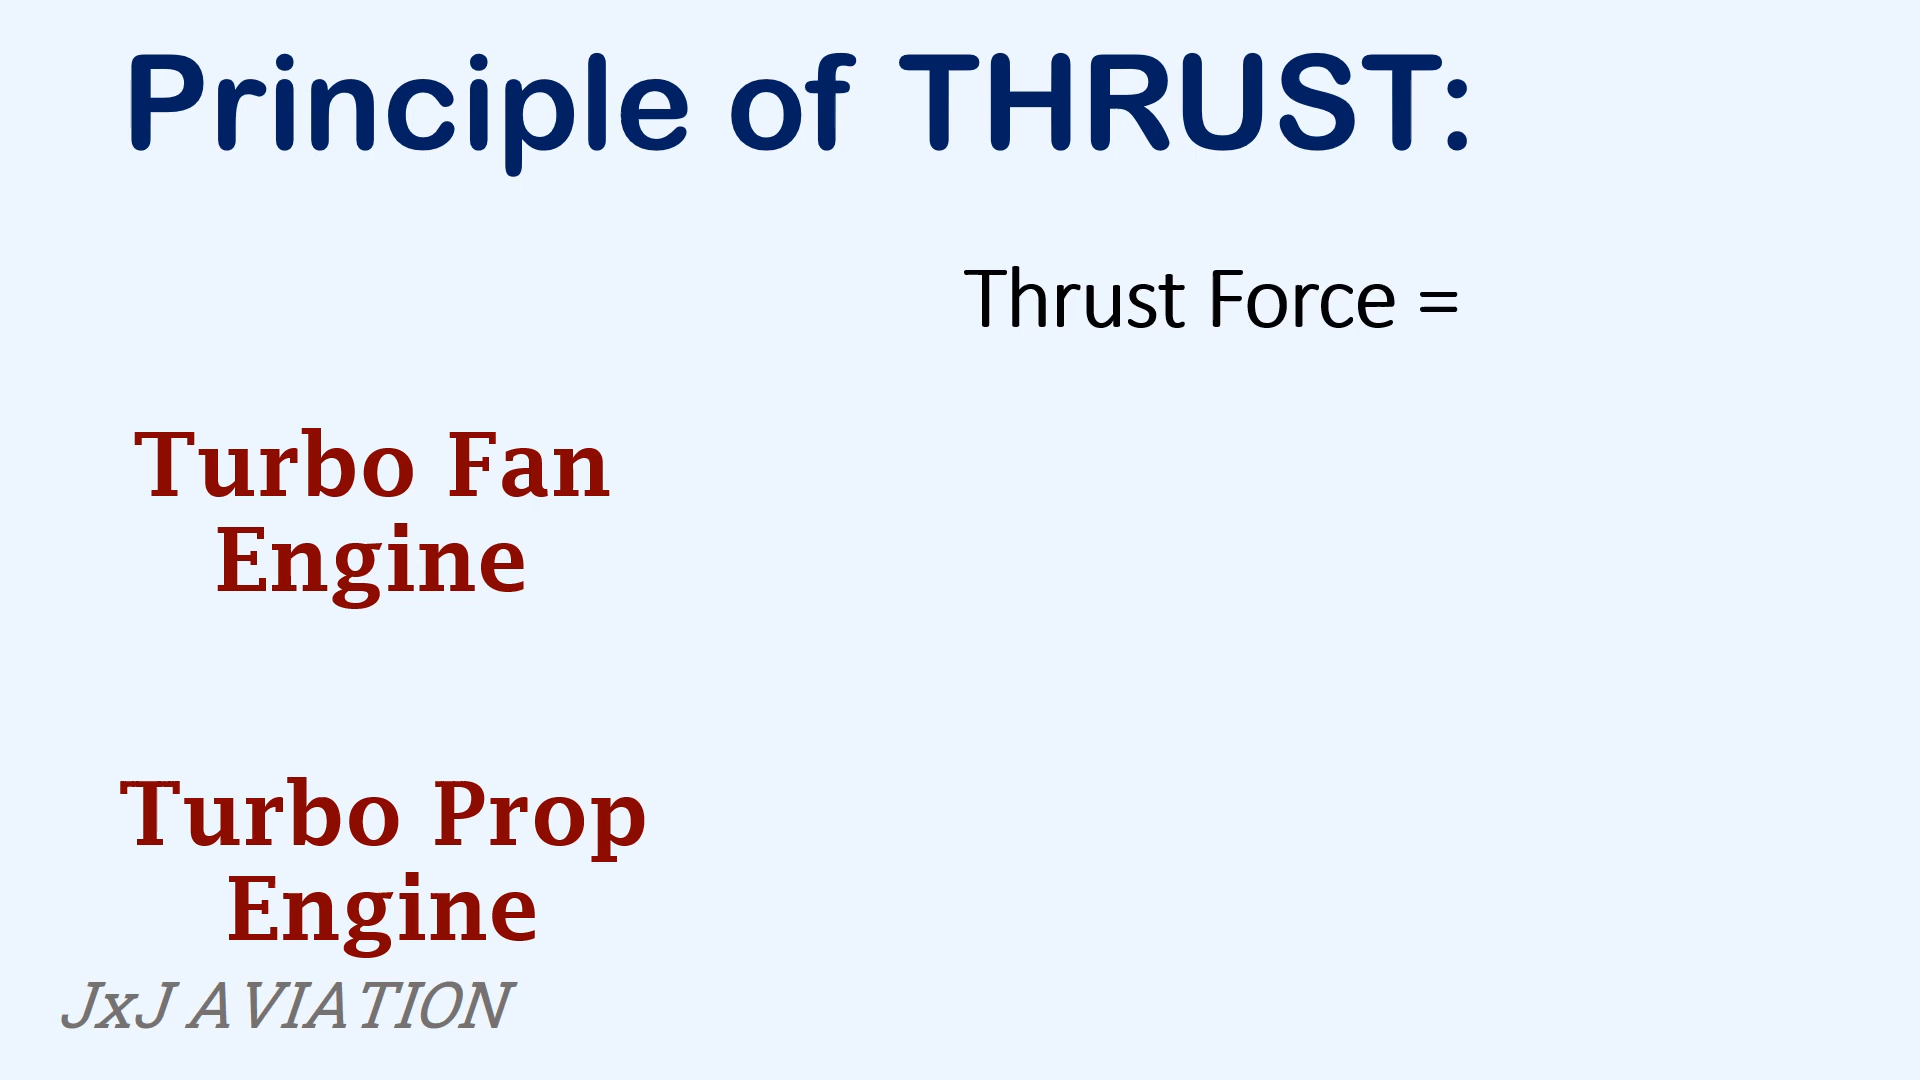 Principle of THRUST:
Thrust Force =
Turbo Fan
Engine
Turbo Prop
Engine
JxJ AVIATION